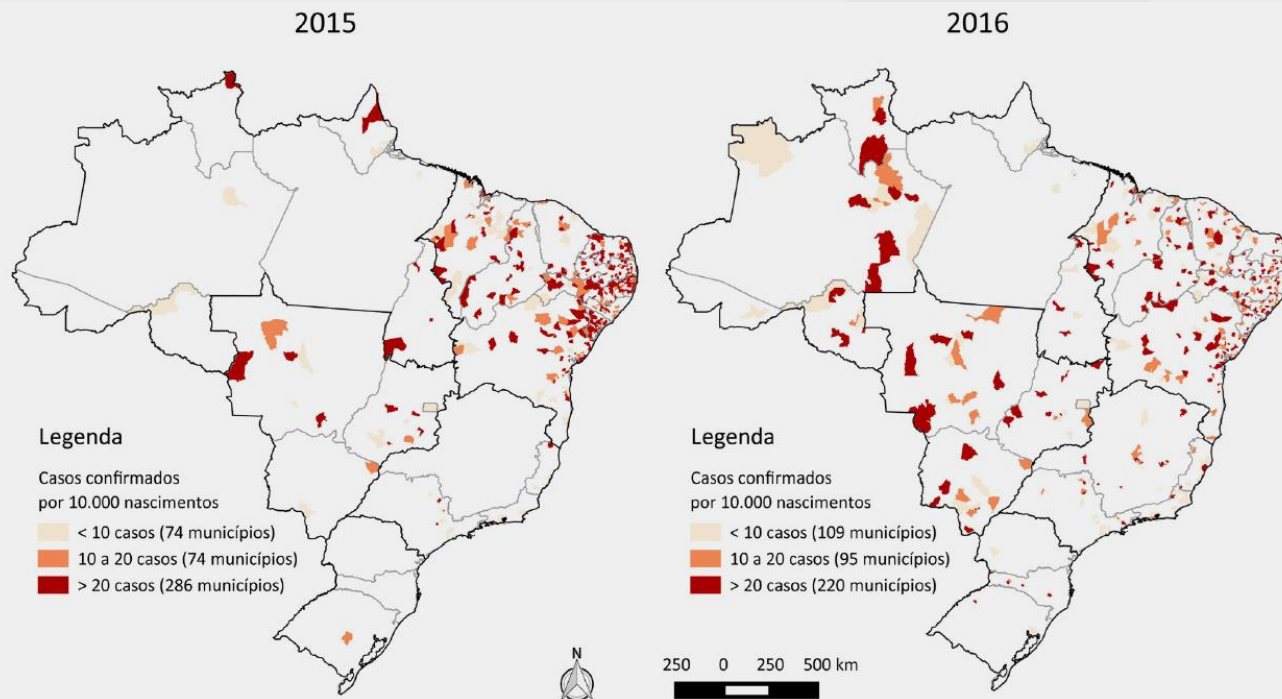 2015
2016
Legenda
Casos confirmados
por 10.000 nascimentos
< 10 casos (74 municípios)
10 a 20 casos (74 municípios)
> 20 casos (286 municípios)
Legenda
Casos confirmados
por 10.000 nascimentos
< 10 casos (109 municípios)
10 a 20 casos (95 municípios)
> 20 casos (220 municípios)
N
250 0 250 500 km